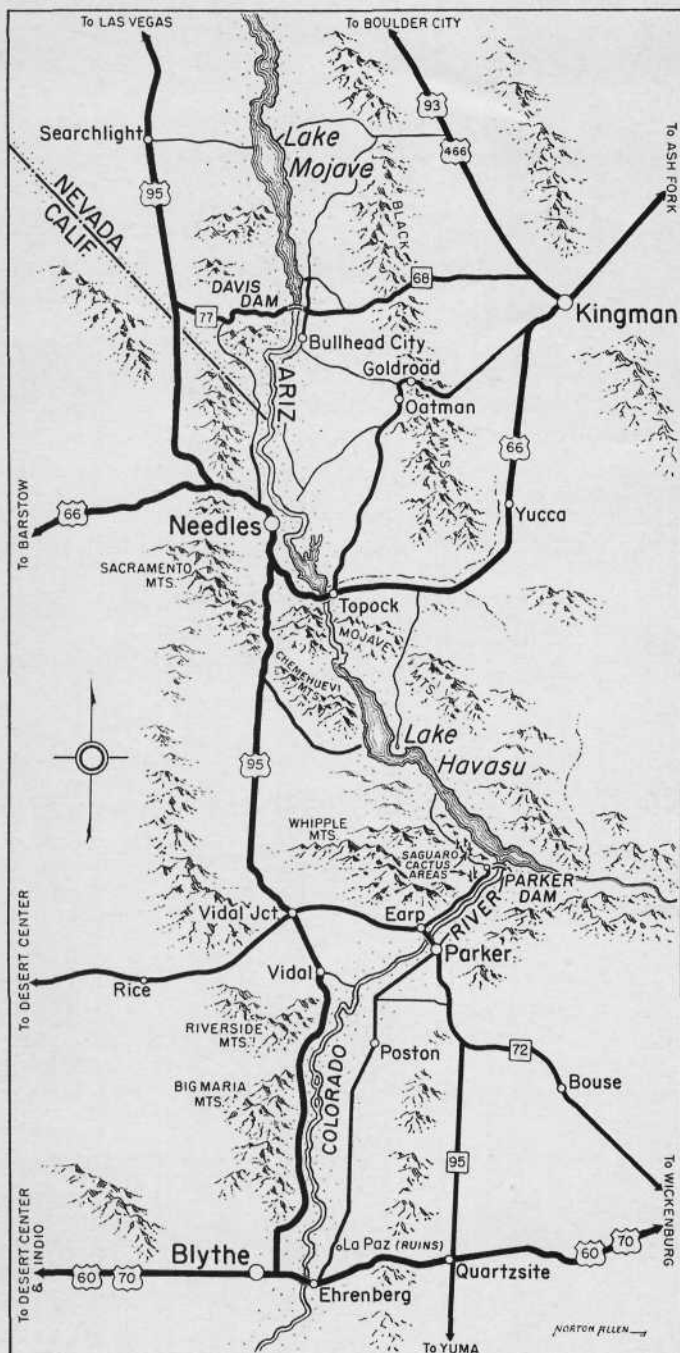 To LAS VEGAS
To BOULDER CITY
93
466
To ASH FORK
Searchlight
Lake
Mojave
95
NEVADA
CALIF
BLACK
DAVIS
DAM
68
77
Kingman
Bullhead City
Goldroad
ARIZ
Oatman
MTS.
66
66
To BARSTOW
Needles
Yucca
SACRAMENTO
MTS.
Topock
MOJAVE
MTS.
CHEMEHUEVI
MTS.
Lake
Havasu
95
WHIPPLE
MTS.
SAGUARO
CACTUS
AREAS
PARKER
DAM
Vidal Jct.
Earp
RIVER
Parker
To DESERT CENTER
Rice
Vidal
RIVERSIDE
MTS.
Poston
72
BIG MARIA
MTS.
COLORADO
Bouse
95
To WICKENBURG
La Paz (RUINS)
Blythe
60
70
To DESERT CENTER
& INDIO
60
70
Quartzsite
Ehrenberg
To YUMA
NORTON ALLEN